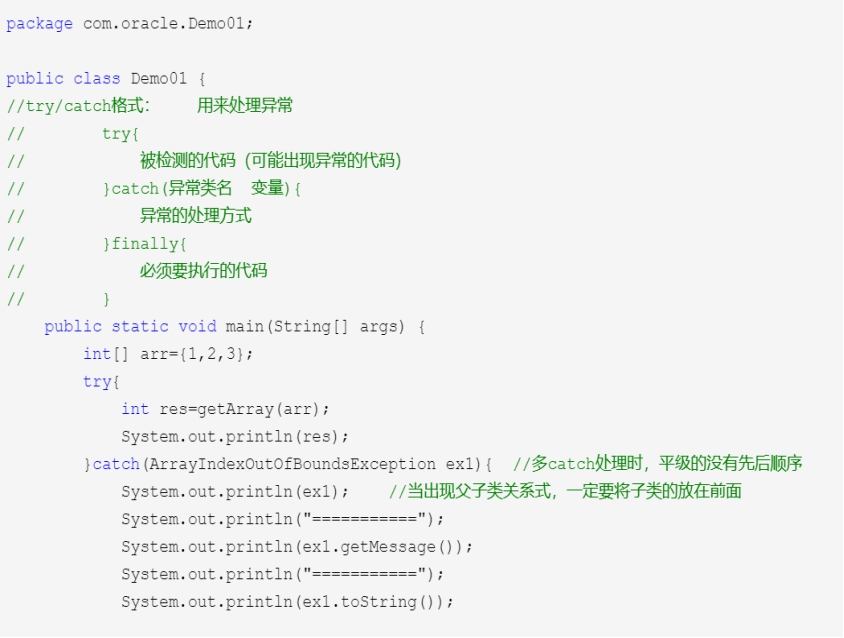 package com.oracle.Demo01;
public class Demo01 {
//try/catch格式：    用来处理异常
//        try{
//            被检测的代码（可能出现异常的代码）
//        }catch(异常类名  变量){
//            异常的处理方式
//        }finally{
//            必须要执行的代码
//        }
    public static void main(String[] args) {
        int[] arr={1,2,3};
        try{
            int res=getArray(arr);
            System.out.println(res);
        }catch(ArrayIndexOutOfBoundsException ex1){  //多catch处理时，平级的没有先后顺序
            System.out.println(ex1);    //当出现父子类关系式，一定要将子类的放在前面
            System.out.println("===========");
            System.out.println(ex1.getMessage());
            System.out.println("===========");
            System.out.println(ex1.toString());